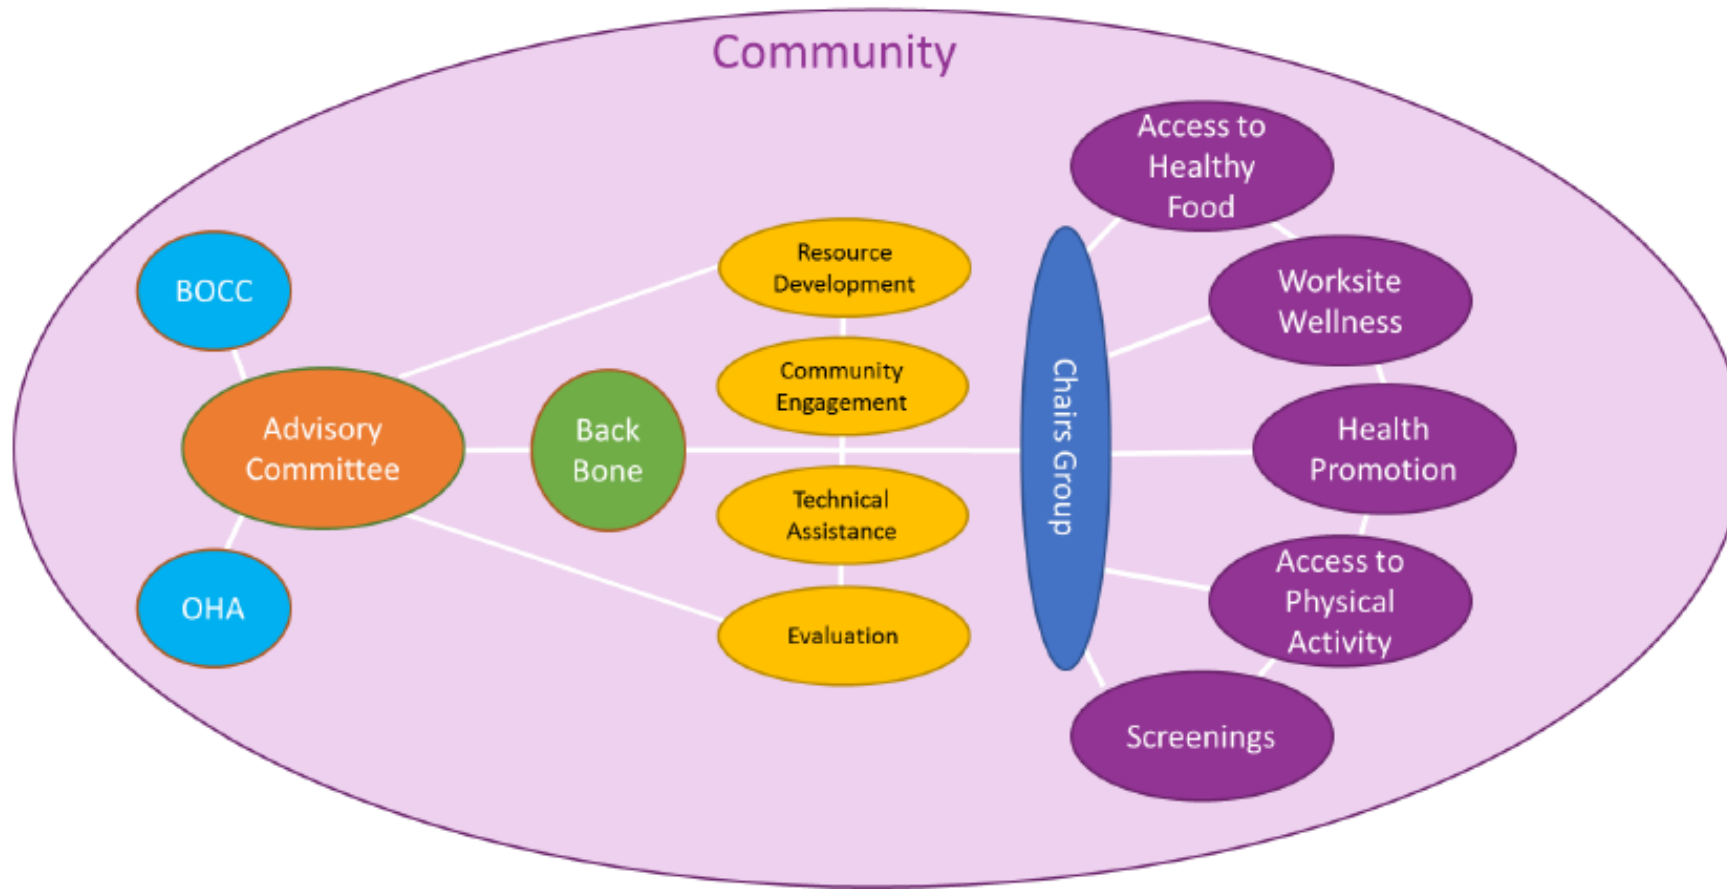 Community
BOCC
Advisory
Committee
OHA
Back
Bone
Resource
Development
Community
Engagement
Technical
Assistance
Evaluation
Chairs Group
Access to
Healthy
Food
Worksite
Wellness
Health
Promotion
Access to
Physical
Activity
Screenings